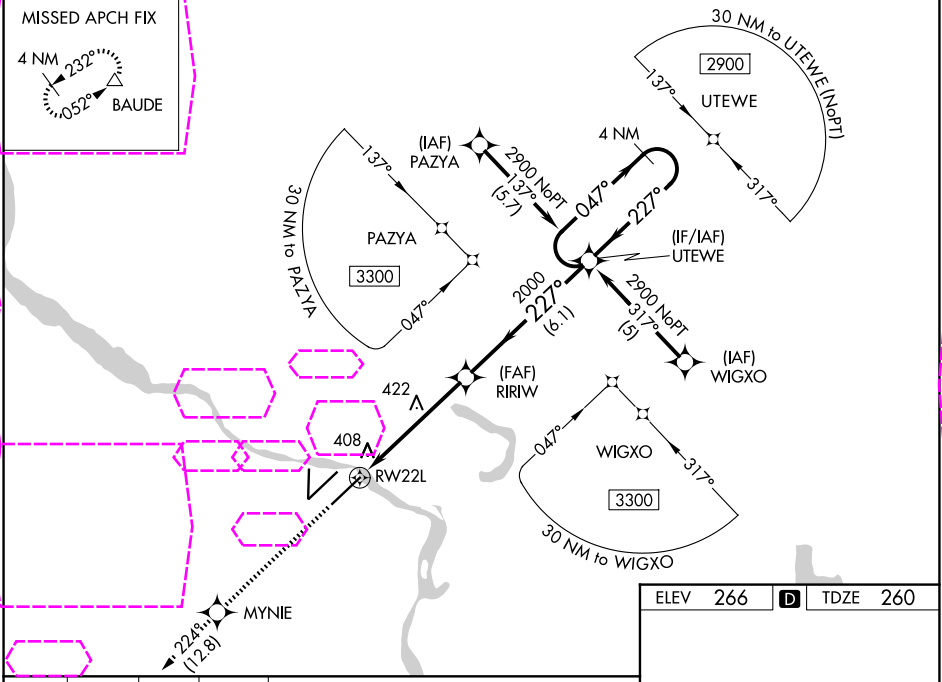 MISSED APCH FIX
4 NM
232°
052°
BAUDE
30 NM to UTEWE (NoPT)
2900
137°
UTEWE
317°
(IAF)
PAZYA
2900 NoPT
137°
(5.7)
4 NM
047°
227°
(IF/IAF)
UTEWE
30 NM to PAZYA
137°
PAZYA
3300
047°
2000
227°
(6.1)
2900 NoPT
317°
(5)
(IAF)
WIGXO
(FAF)
RIRIW
422
408
RW22L
047°
WIGXO
317°
3300
30 NM to WIGXO
MYNIE
224°
(12.8)
ELEV 266 D TDZE 260